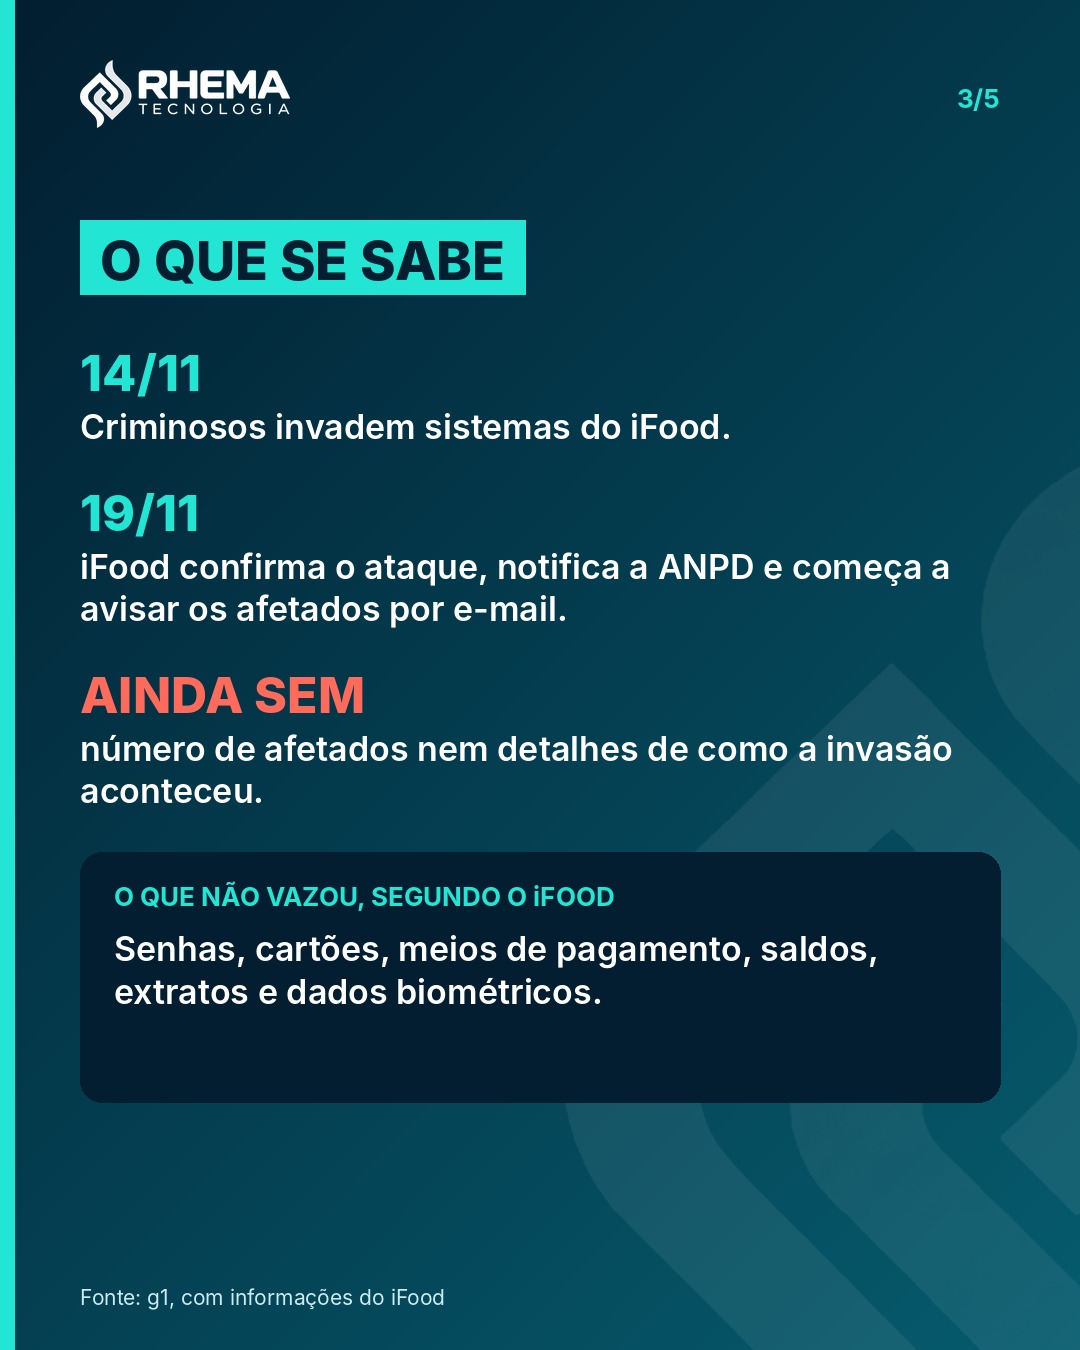 RHEMA
TECNOLOGIA
3/5
O QUE SE SABE
14/11
Criminosos invadem sistemas do iFood.
19/11
iFood confirma o ataque, notifica a ANPD e começa a
avisar os afetados por e-mail.
AINDA SEM
número de afetados nem detalhes de como a invasão
aconteceu.
O QUE NÃO VAZOU, SEGUNDO O iFOOD
Senhas, cartões, meios de pagamento, saldos,
extratos e dados biométricos.
Fonte: g1, com informações do iFood